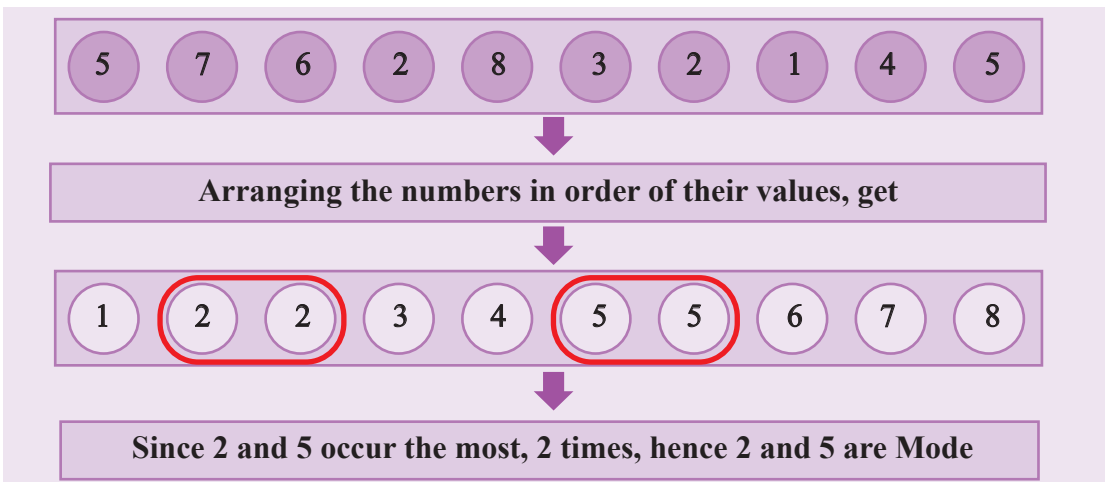 5 7 6 2 8 3 2 1 4 5
Arranging the numbers in order of their values, get
1 2 2 3 4 5 5 6 7 8
Since 2 and 5 occur the most, 2 times, hence 2 and 5 are Mode